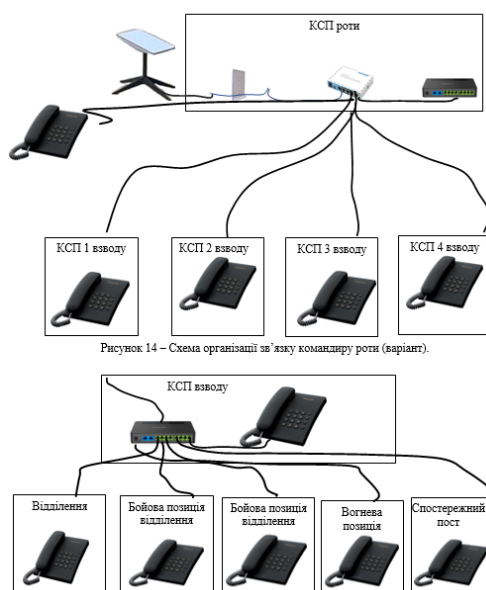 КСП роти
КСП 1 взводу
КСП 2 взводу
КСП 3 взводу
КСП 4 взводу
Рисунок 14 – Схема організації зв’язку командиру роти (варіант).
КСП взводу
Відділення
Бойова позиція
відділення
Бойова позиція
відділення
Вогнева
позиція
Спостережний
пост